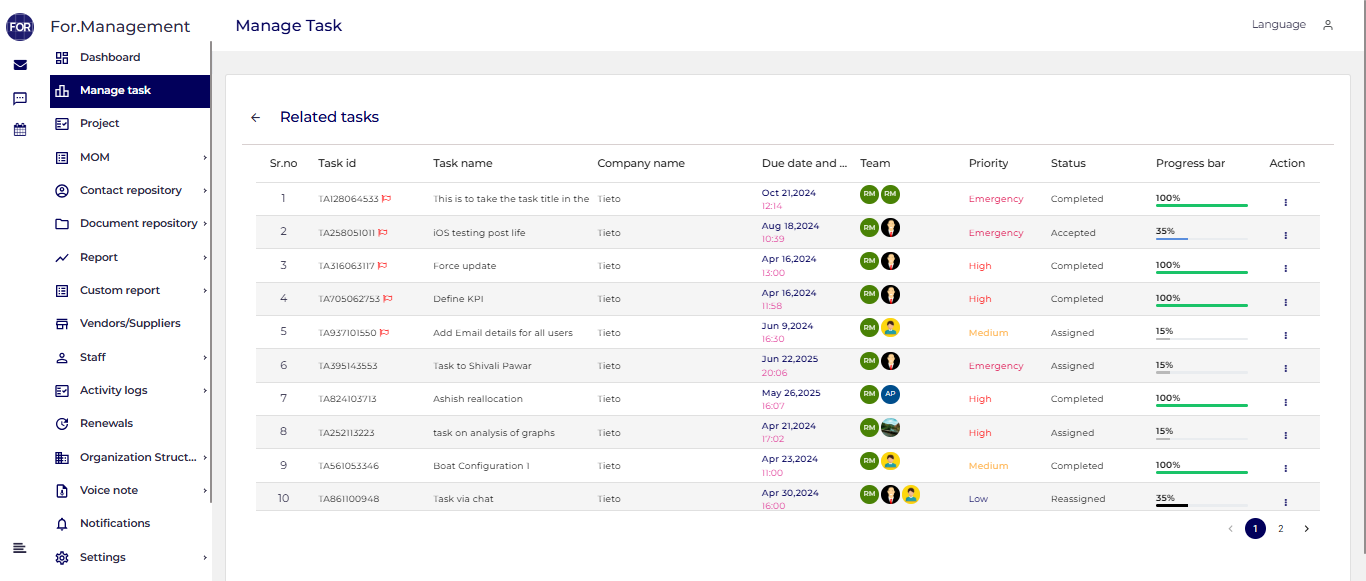 FOR For.Management
Manage Task
Language
Dashboard
Manage task
Project
MOM
Contact repository
Document repository
Report
Custom report
Vendors/Suppliers
Staff
Activity logs
Renewals
Organization Struct...
Voice note
Notifications
Settings
Related tasks
Sr.no Task id Task name Company name Due date and ... Team Priority Status Progress bar Action
1 TA128064533 This is to take the task title in the Tieto Oct 21,2024 12:14 RM RM Emergency Completed 100%
2 TA258051011 iOS testing post life Tieto Aug 18,2024 10:39 RM Emergency Accepted 35%
3 TA316063117 Force update Tieto Apr 16,2024 13:00 RM High Completed 100%
4 TA705062753 Define KPI Tieto Apr 16,2024 11:58 RM High Completed 100%
5 TA937101550 Add Email details for all users Tieto Jun 9,2024 16:30 RM Medium Assigned 15%
6 TA395143553 Task to Shivali Pawar Tieto Jun 22,2025 20:06 RM Emergency Assigned 15%
7 TA824103713 Ashish reallocation Tieto May 26,2025 16:07 RM AP High Completed 100%
8 TA252113223 task on analysis of graphs Tieto Apr 21,2024 17:02 RM High Assigned 15%
9 TA561053346 Boat Configuration 1 Tieto Apr 23,2024 11:00 RM Medium Completed 100%
10 TA861100948 Task via chat Tieto Apr 30,2024 16:00 RM Low Reassigned 35%
1 2